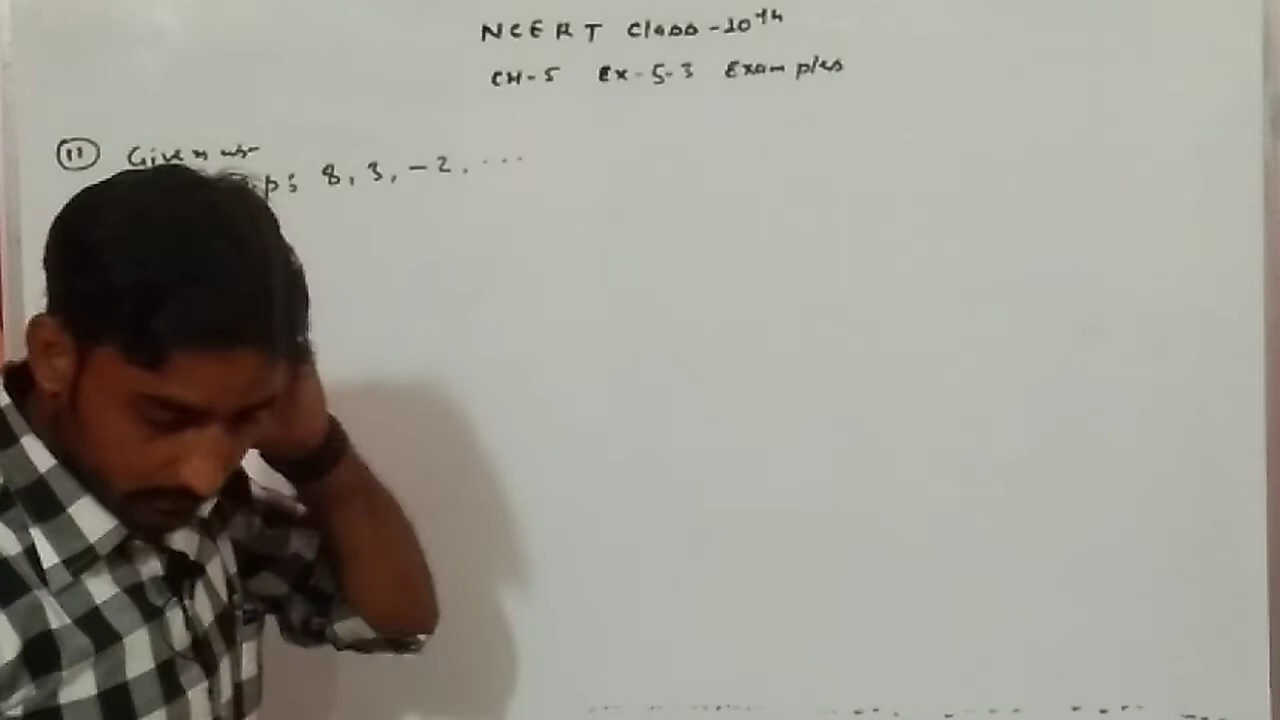 NCERT Class-10th
CH-5 Ex-5.3 Examples
(11) Given
p: 8, 3, -2, ...